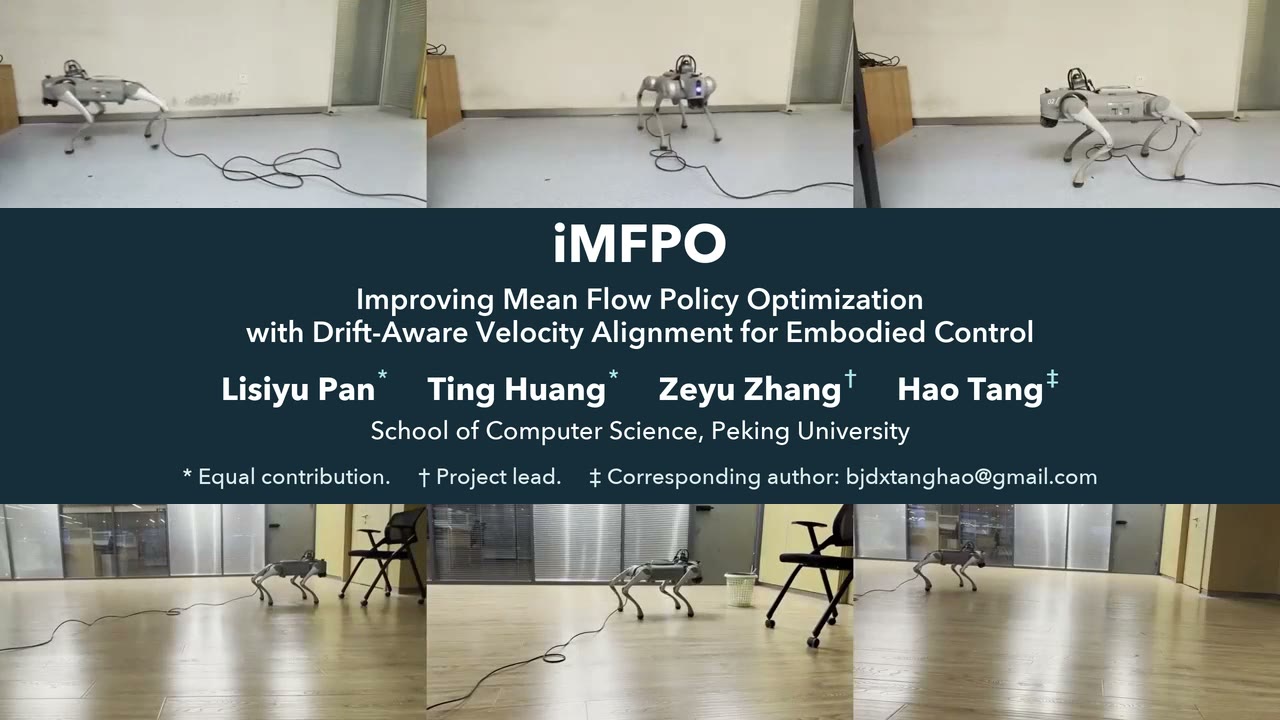 iMFPO
Improving Mean Flow Policy Optimization
with Drift-Aware Velocity Alignment for Embodied Control
Lisiyu Pan* Ting Huang* Zeyu Zhang† Hao Tang‡
School of Computer Science, Peking University
* Equal contribution. † Project lead. ‡ Corresponding author: bjdxtanghao@gmail.com